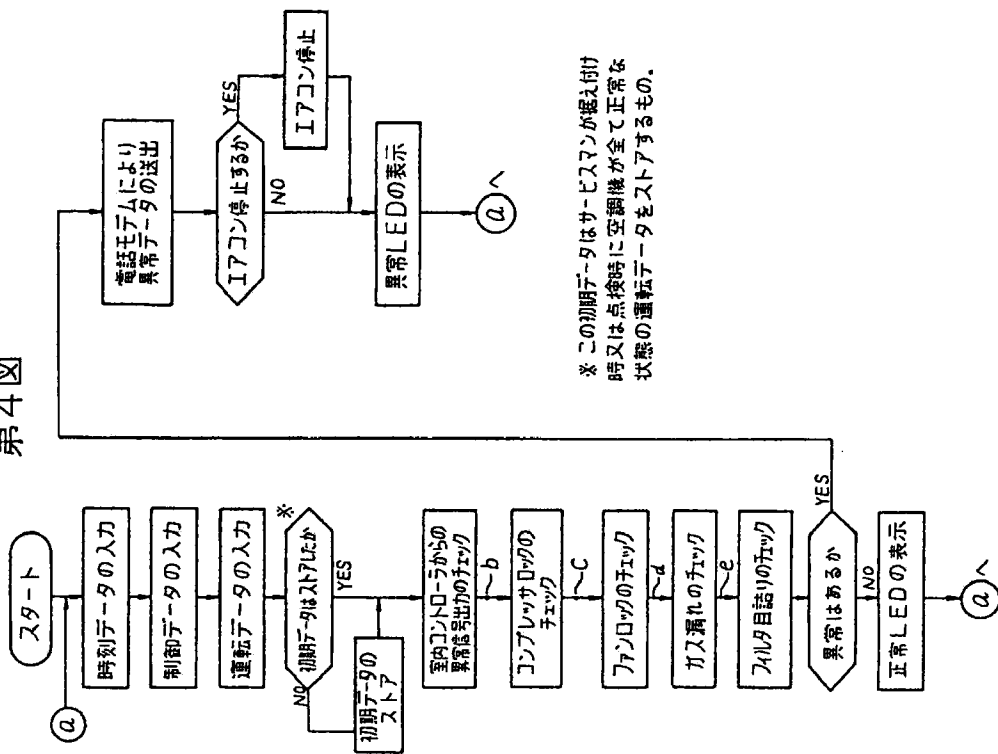 第4図
スタート
a
時刻データの入力
制御データの入力
運転データの入力
※
初期データはストアしたか
NO
YES
初期データの
ストア
室内コントローラからの
異常信号出力のチェック
b
コンプレッサロックの
チェック
c
ファンロックのチェック
d
ガス漏れのチェック
e
フィルタ目詰りのチェック
異常はあるか
YES
NO
正常LEDの表示
aへ
電話モデムにより
異常データの送出
エアコン停止するか
YES
NO
エアコン停止
異常LEDの表示
aへ
※この初期データはサービスマンが据え付け
時又は点検時に空調機が全て正常な
状態の運転データをストアするもの。